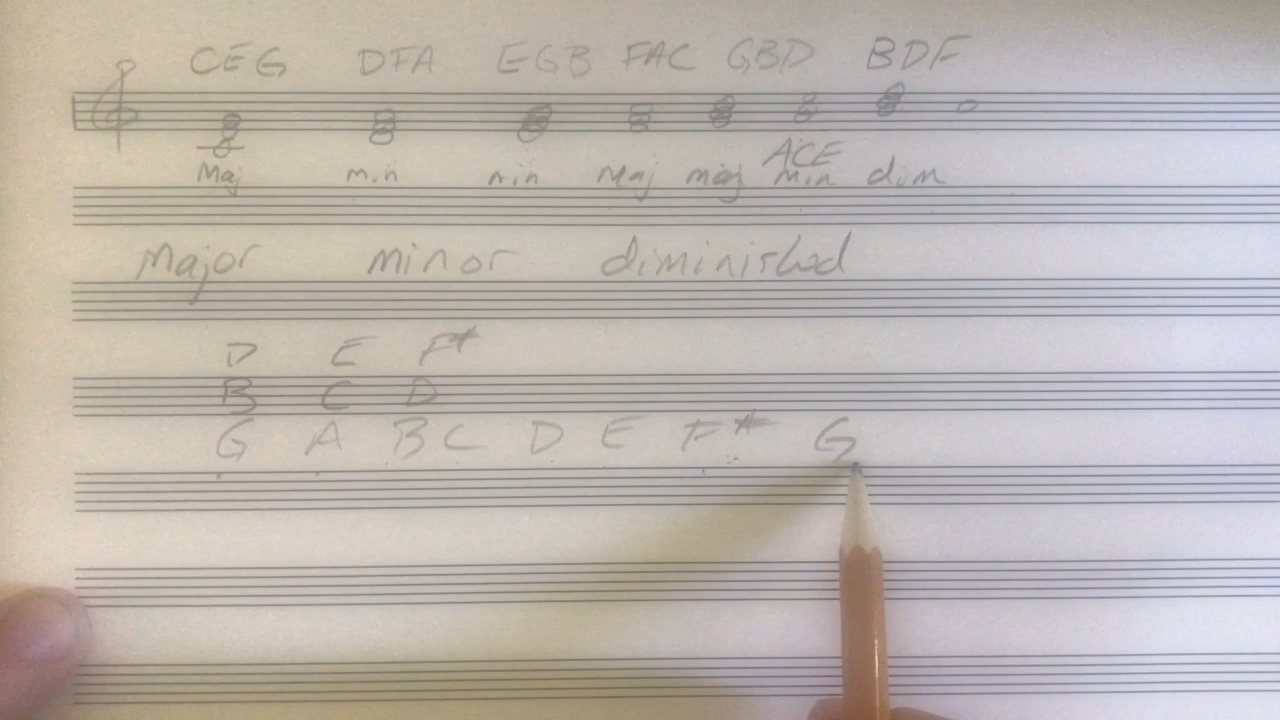 CEG DFA EGB FAC GBD BDF
ACE
Maj min min Maj maj min dim
Major minor diminished
D E F#
B C D
G A B C D E F# G